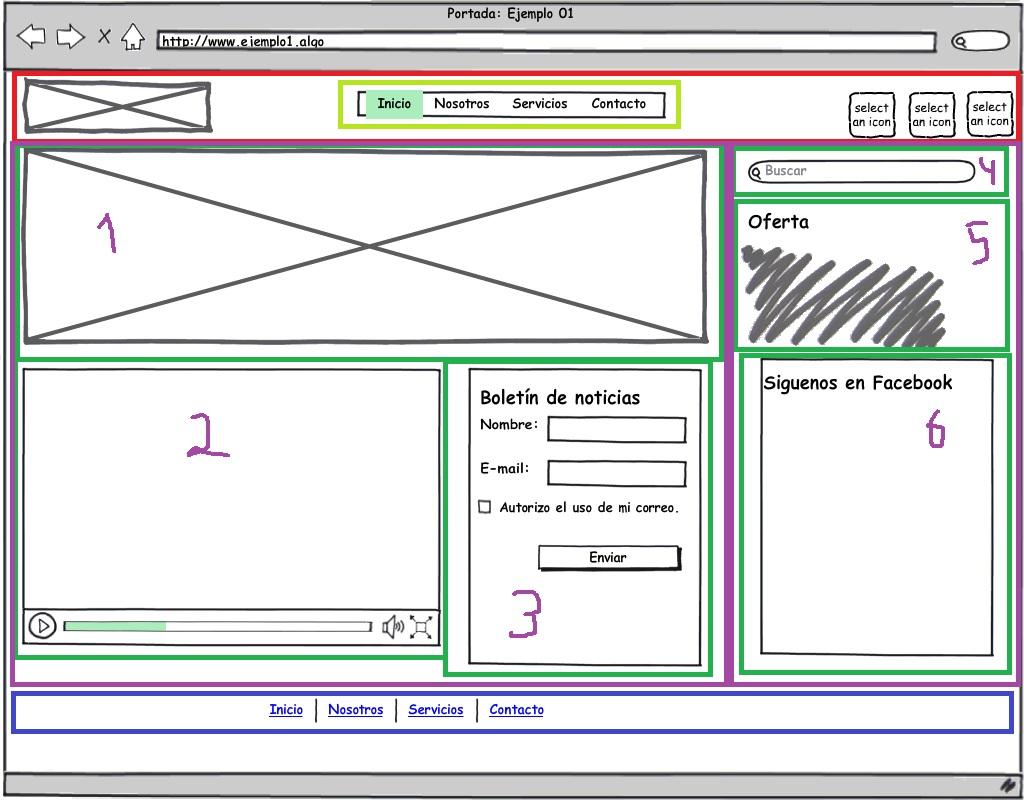 Portada: Ejemplo 01
http://www.ejemplo1.algo
Inicio Nosotros Servicios Contacto
select an icon
select an icon
select an icon
1
Buscar
4
Oferta
5
2
Boletín de noticias
Nombre:
E-mail:
Autorizo el uso de mi correo.
Enviar
3
Siguenos en Facebook
6
Inicio Nosotros Servicios Contacto